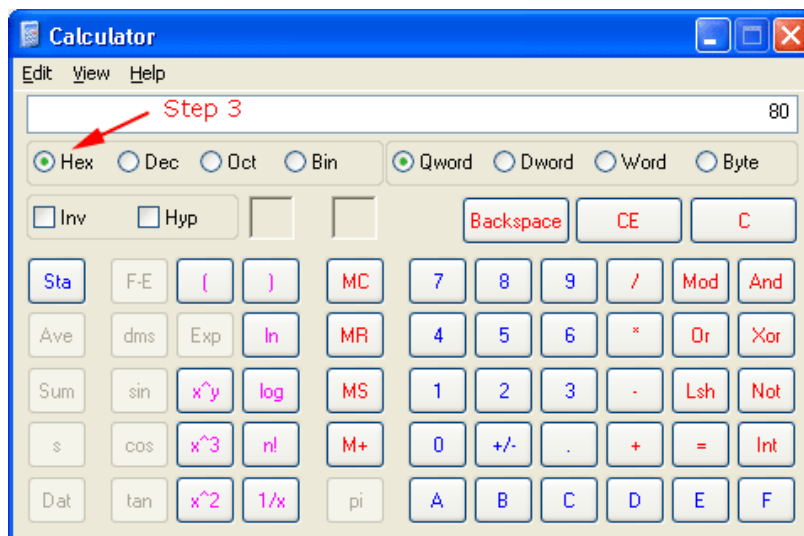 Calculator
Edit View Help
Step 3
80
Hex Dec Oct Bin Qword Dword Word Byte
Inv Hyp Backspace CE C
Sta F-E ( ) MC 7 8 9 / Mod And
Ave dms Exp ln MR 4 5 6 * Or Xor
Sum sin x^y log MS 1 2 3 - Lsh Not
s cos x^3 n! M+ 0 +/- . + = Int
Dat tan x^2 1/x pi A B C D E F